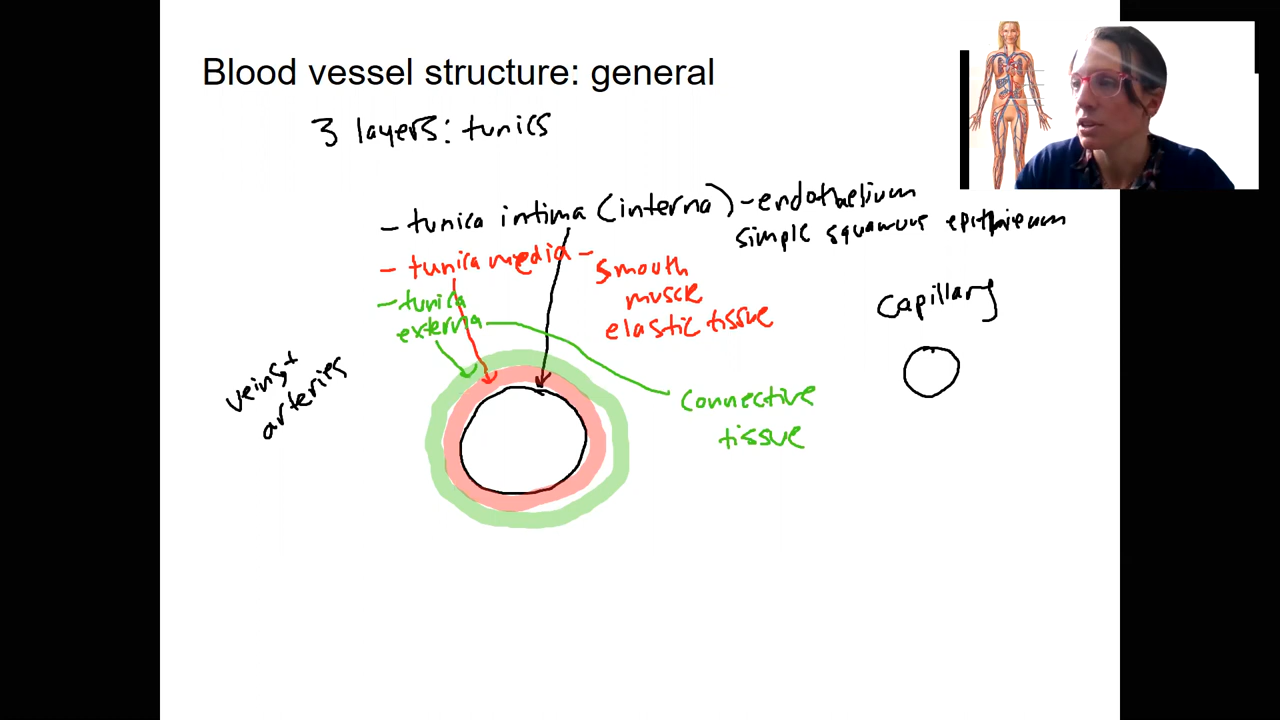 Blood vessel structure: general
3 layers: tunics
- tunica intima (interna) - endothelium
simple squamous epithelium
- tunica media - smouth
muscle
elastic tissue
- tunica
externa
capillary
veins +
arteries
connective
tissue